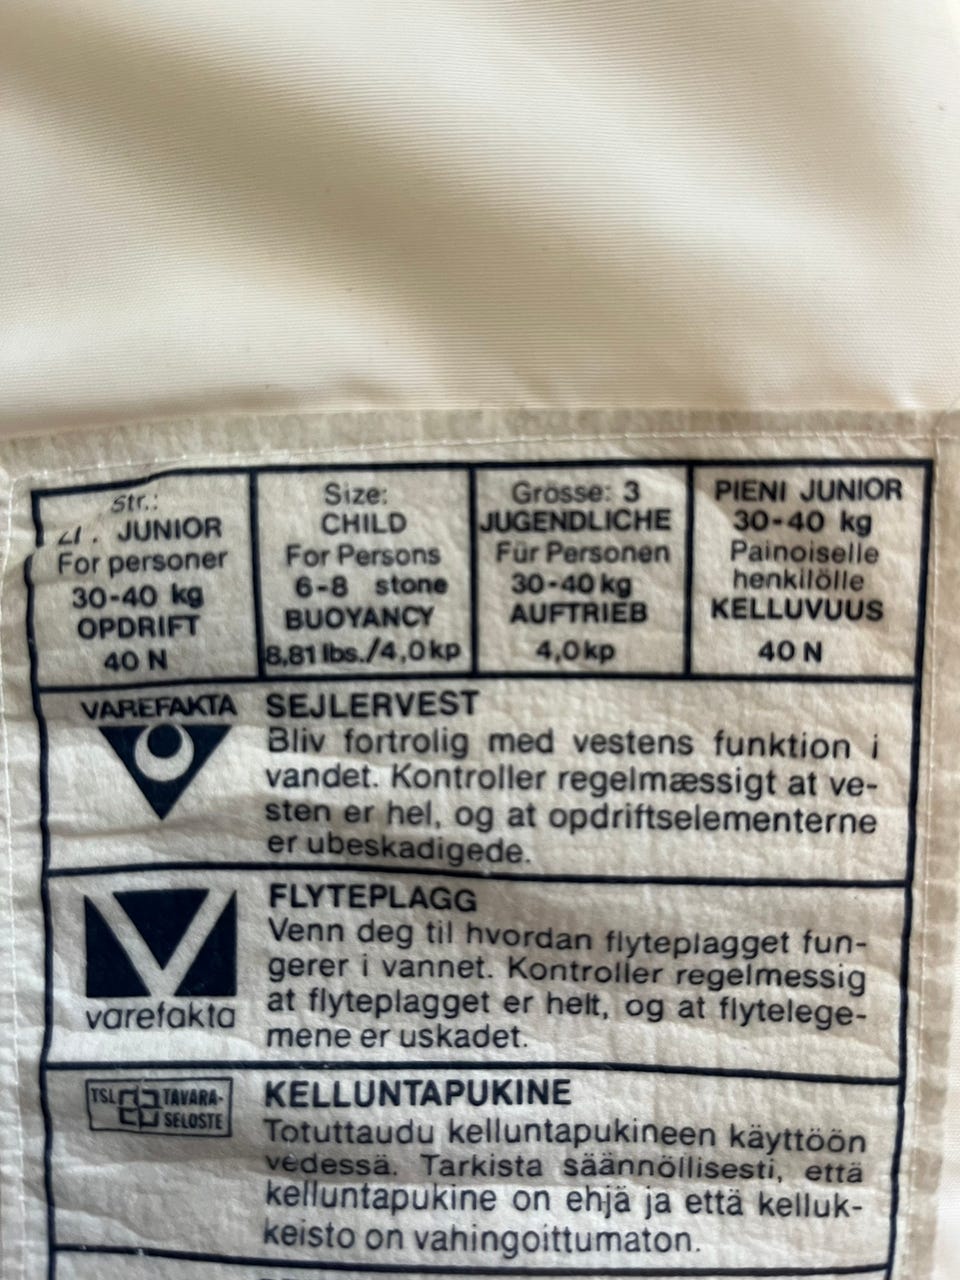 Str.:
JUNIOR
For personer
30-40 kg
OPDRIFT
40 N
Size:
CHILD
For Persons
6-8 stone
BUOYANCY
8,81 lbs./4,0kp
Grösse: 3
JUGENDLICHE
Für Personen
30-40 kg
AUFTRIEB
4,0kp
PIENI JUNIOR
30-40 kg
Painoiselle
henkilölle
KELLUVUUS
40 N
VAREFAKTA
SEJLERVEST
Bliv fortrolig med vestens funktion i
vandet. Kontroller regelmæssigt at ve-
sten er hel, og at opdriftselementerne
er ubeskadigede.
varefakta
FLYTEPLAGG
Venn deg til hvordan flyteplagget fun-
gerer i vannet. Kontroller regelmessig
at flyteplagget er helt, og at flytelege-
mene er uskadet.
TSL TAVARA-
SELOSTE
KELLUNTAPUKINE
Totuttaudu kelluntapukineen käyttöön
vedessä. Tarkista säännöllisesti, että
kelluntapukine on ehjä ja että kelluk-
keisto on vahingoittumaton.